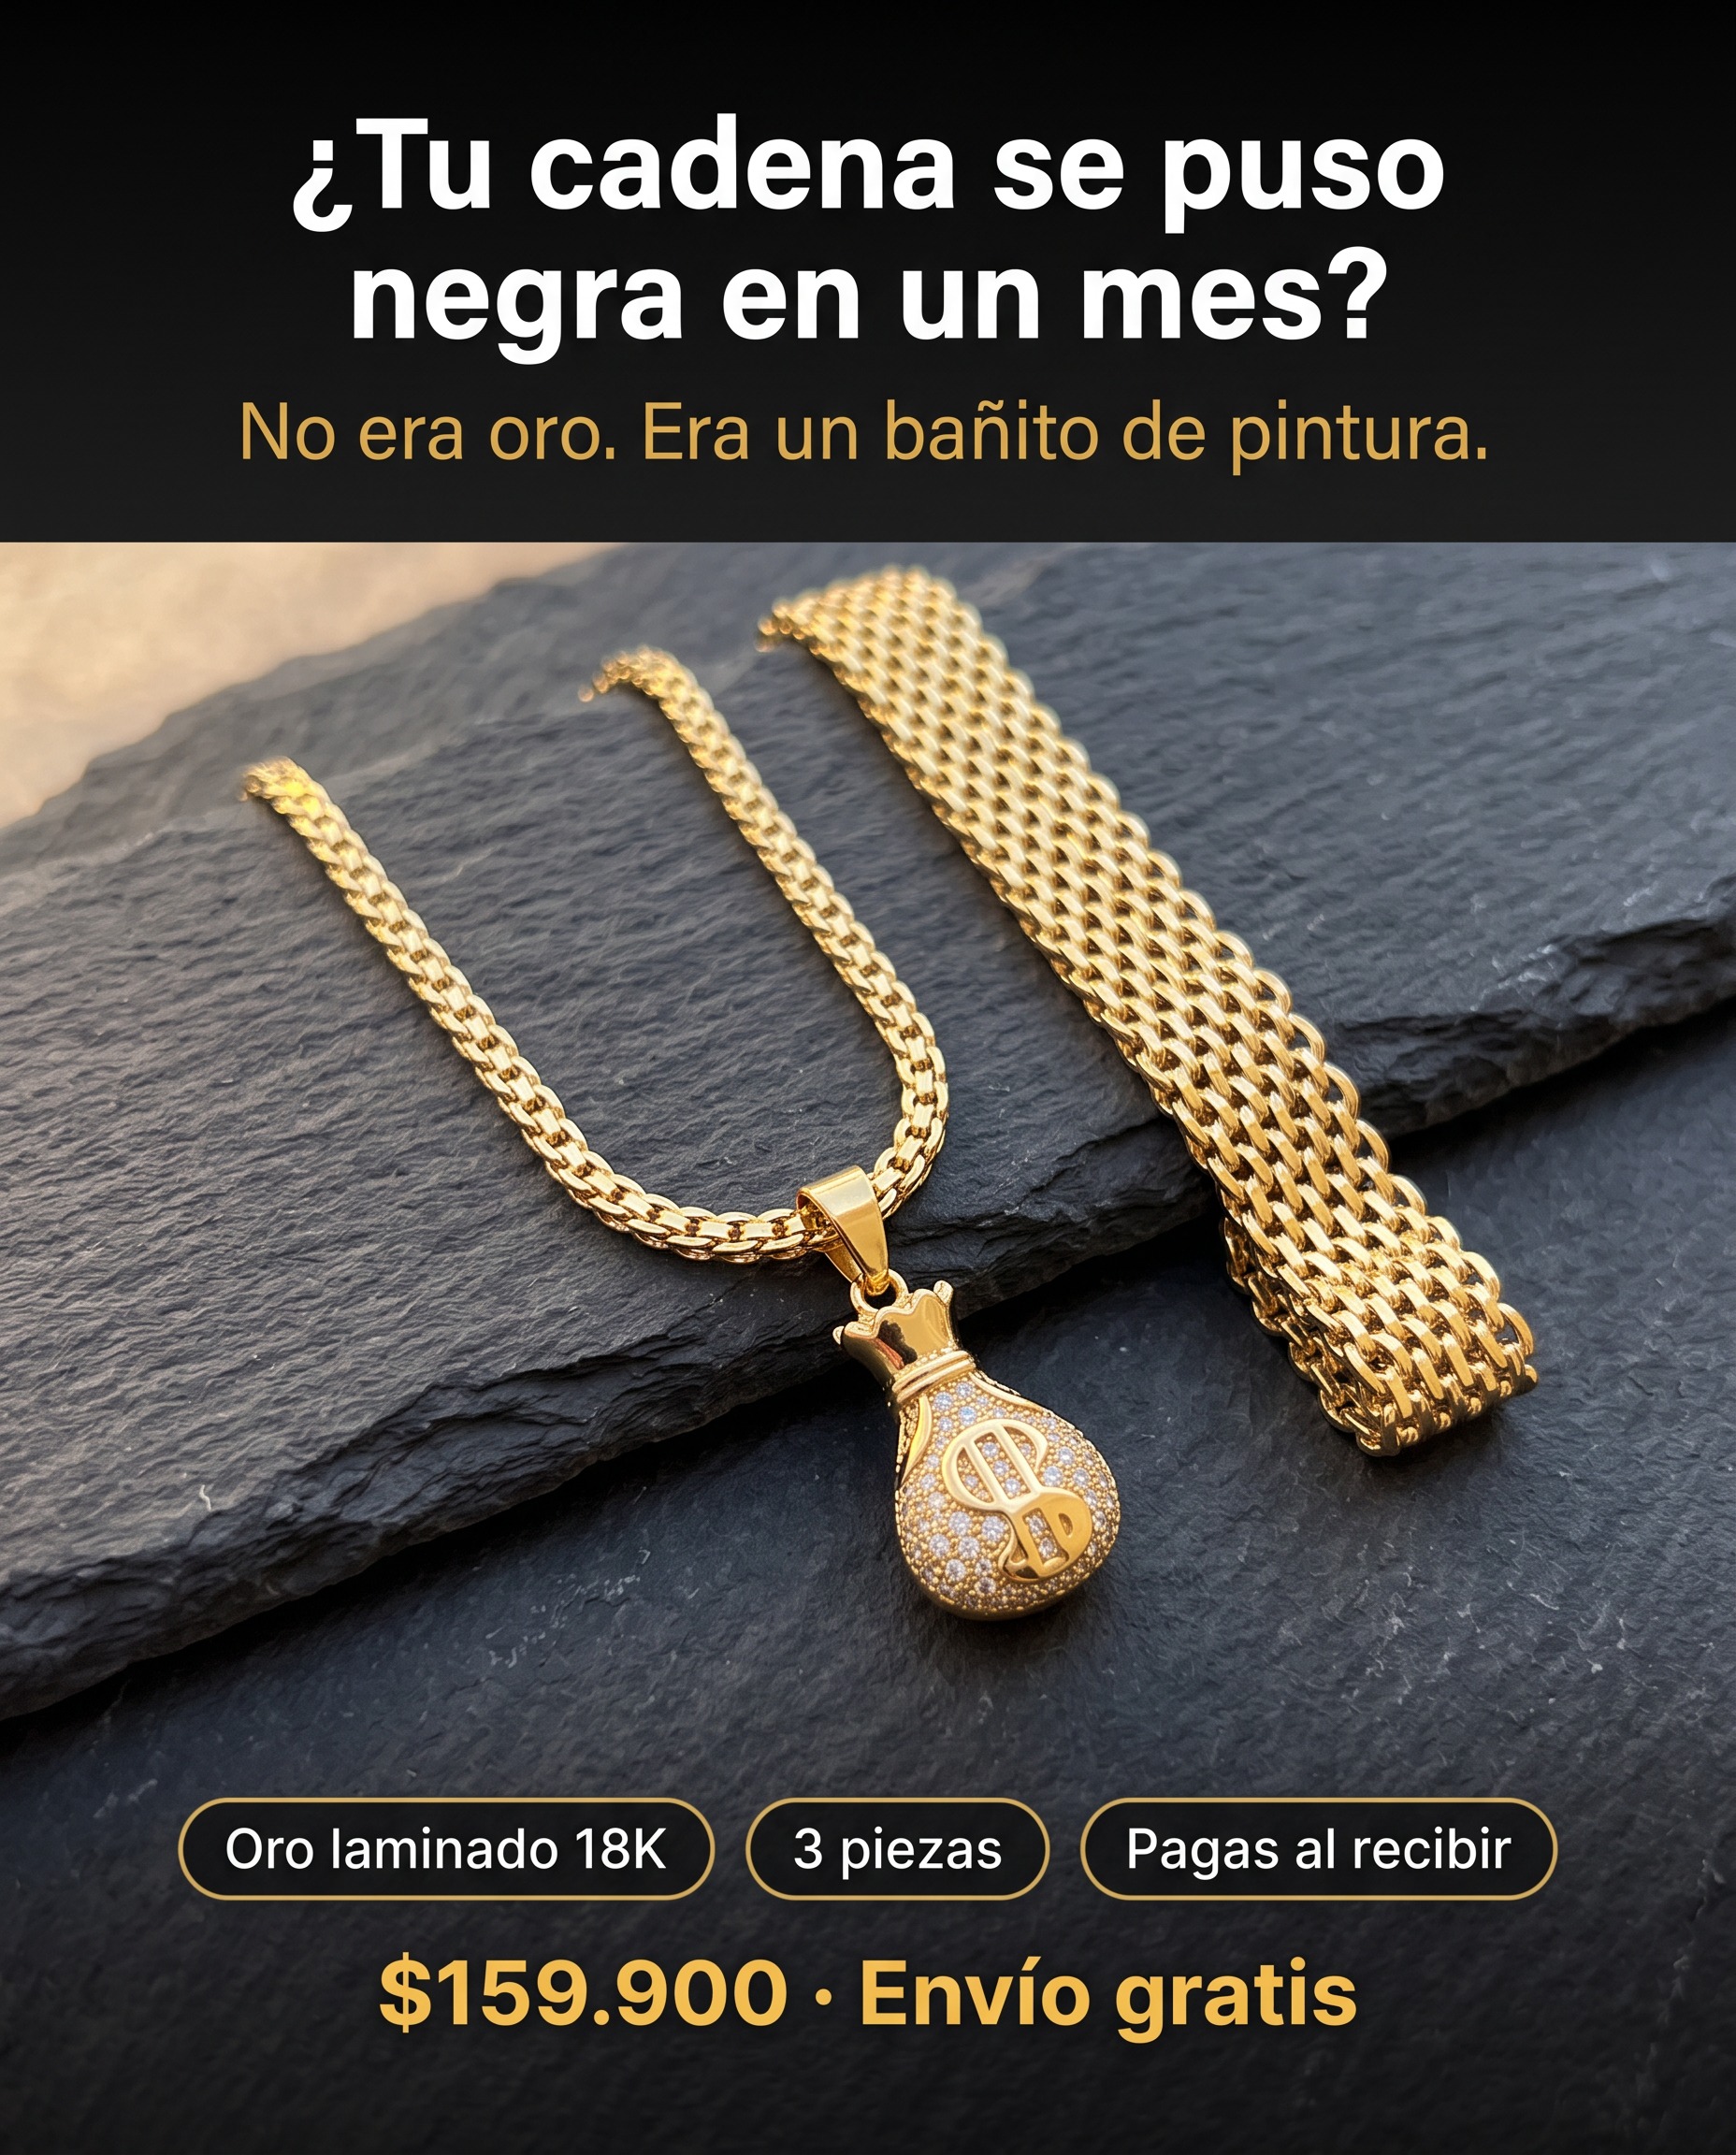 ¿Tu cadena se puso
negra en un mes?
No era oro. Era un bañito de pintura.
Oro laminado 18K
3 piezas
Pagas al recibir
$159.900 · Envío gratis